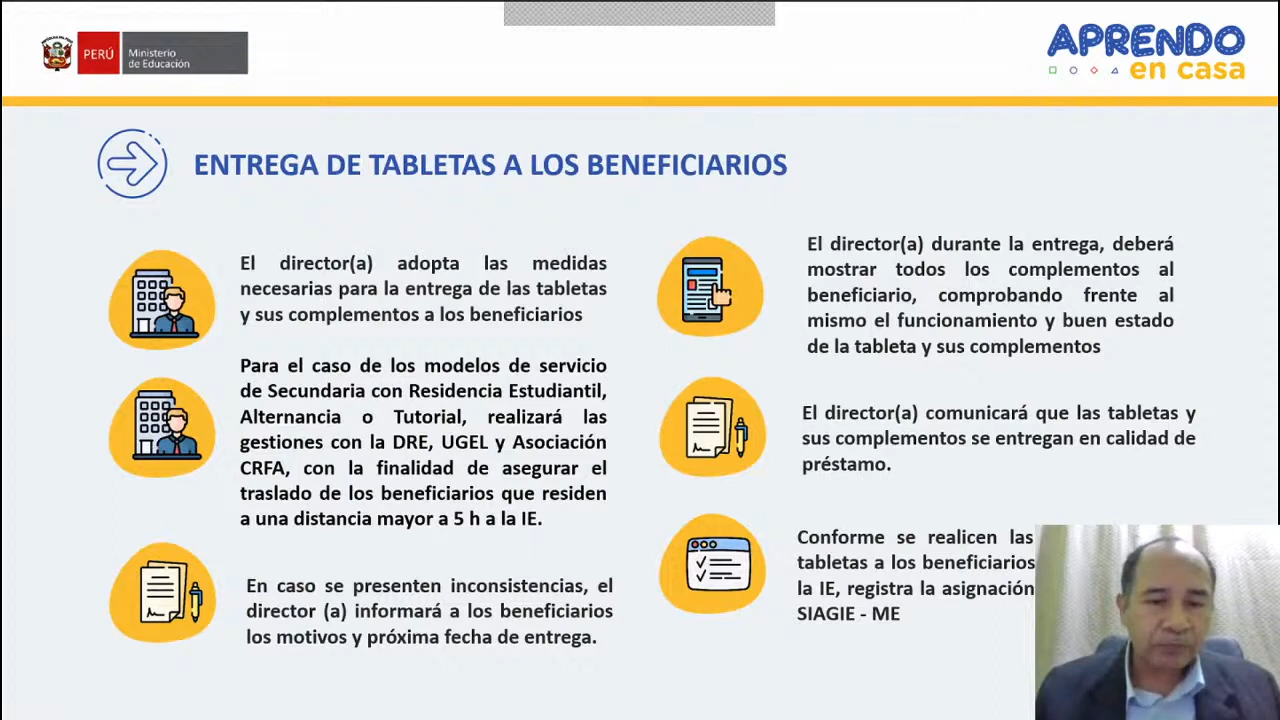 PERÚ
Ministerio
de Educación
APRENDO
en casa
ENTREGA DE TABLETAS A LOS BENEFICIARIOS
El director(a) adopta las medidas
necesarias para la entrega de las tabletas
y sus complementos a los beneficiarios
Para el caso de los modelos de servicio
de Secundaria con Residencia Estudiantil,
Alternancia o Tutorial, realizará las
gestiones con la DRE, UGEL y Asociación
CRFA, con la finalidad de asegurar el
traslado de los beneficiarios que residen
a una distancia mayor a 5 h a la IE.
En caso se presenten inconsistencias, el
director (a) informará a los beneficiarios
los motivos y próxima fecha de entrega.
El director(a) durante la entrega, deberá
mostrar todos los complementos al
beneficiario, comprobando frente al
mismo el funcionamiento y buen estado
de la tableta y sus complementos
El director(a) comunicará que las tabletas y
sus complementos se entregan en calidad de
préstamo.
Conforme se realicen las
tabletas a los beneficiarios
la IE, registra la asignación
SIAGIE - ME